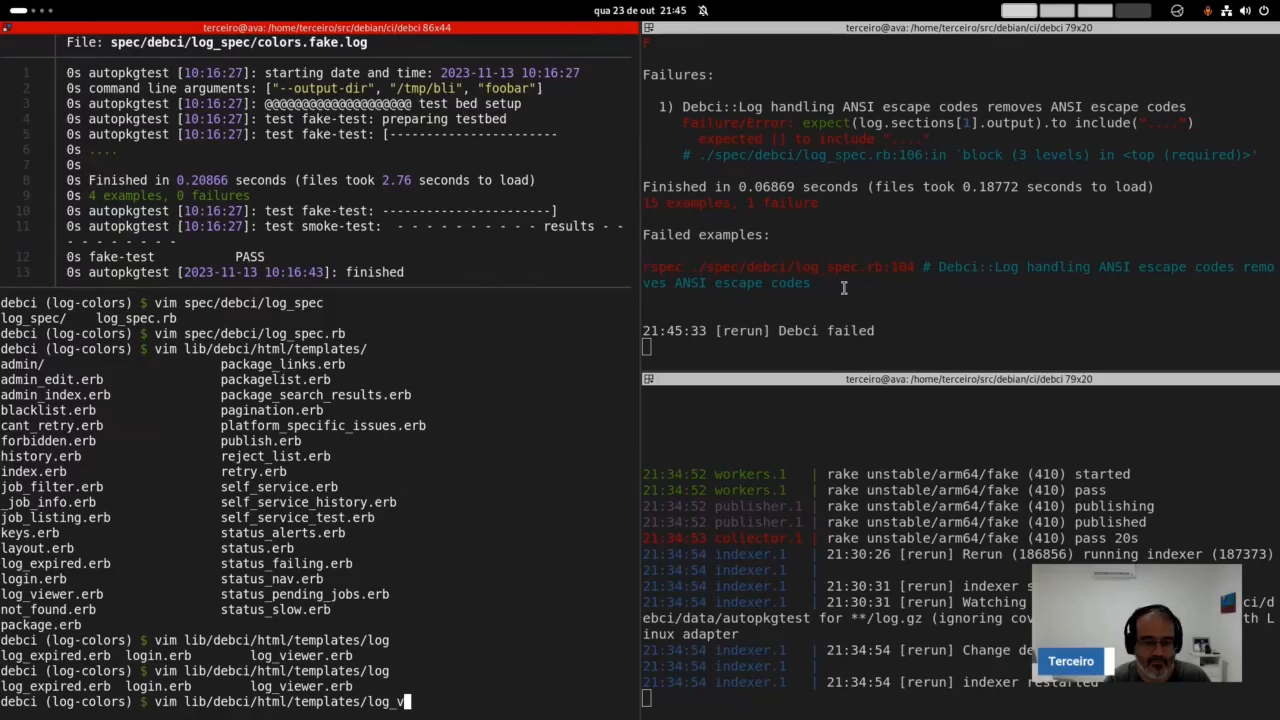 qua 23 de out 21:45
terceiro@ava: /home/terceiro/src/debian/ci/debci 86x44
File: spec/debci/log_spec/colors.fake.log
1 0s autopkgtest [10:16:27]: starting date and time: 2023-11-13 10:16:27
2 0s command line arguments: ["--output-dir", "/tmp/bli", "foobar"]
3 0s autopkgtest [10:16:27]: @@@@@@@@@@@@@@@@@@@@ test bed setup
4 0s test fake-test: preparing testbed
5 0s autopkgtest [10:16:27]: test fake-test: [-----------------------
6 0s ....
7 0s
8 0s Finished in 0.20866 seconds (files took 2.76 seconds to load)
9 0s 4 examples, 0 failures
10 0s autopkgtest [10:16:27]: test fake-test: -----------------------]
11 0s autopkgtest [10:16:27]: test smoke-test:  - - - - - - - - - - results - -
- - - - - - - -
12 0s fake-test PASS
13 0s autopkgtest [2023-11-13 10:16:43]: finished
debci (log-colors) $ vim spec/debci/log_spec
log_spec/ log_spec.rb
debci (log-colors) $ vim spec/debci/log_spec.rb
debci (log-colors) $ vim lib/debci/html/templates/
admin/ package_links.erb
admin_edit.erb packagelist.erb
admin_index.erb package_search_results.erb
blacklist.erb pagination.erb
cant_retry.erb platform_specific_issues.erb
forbidden.erb publish.erb
history.erb reject_list.erb
index.erb retry.erb
job_filter.erb self_service.erb
_job_info.erb self_service_history.erb
job_listing.erb self_service_test.erb
keys.erb status_alerts.erb
layout.erb status.erb
log_expired.erb status_failing.erb
login.erb status_nav.erb
log_viewer.erb status_pending_jobs.erb
not_found.erb status_slow.erb
package.erb
debci (log-colors) $ vim lib/debci/html/templates/log
log_expired.erb login.erb log_viewer.erb
debci (log-colors) $ vim lib/debci/html/templates/log
log_expired.erb login.erb log_viewer.erb
debci (log-colors) $ vim lib/debci/html/templates/log_v
terceiro@ava: /home/terceiro/src/debian/ci/debci 79x20
F
Failures:
1) Debci::Log handling ANSI escape codes removes ANSI escape codes
Failure/Error: expect(log.sections[1].output).to include("....")
expected [] to include "...."
# ./spec/debci/log_spec.rb:106:in `block (3 levels) in <top (required)>'
Finished in 0.06869 seconds (files took 0.18772 seconds to load)
15 examples, 1 failure
Failed examples:
rspec ./spec/debci/log_spec.rb:104 # Debci::Log handling ANSI escape codes remo
ves ANSI escape codes
21:45:33 [rerun] Debci failed
terceiro@ava: /home/terceiro/src/debian/ci/debci 79x20
21:34:52 workers.1 | rake unstable/arm64/fake (410) started
21:34:52 workers.1 | rake unstable/arm64/fake (410) pass
21:34:52 publisher.1 | rake unstable/arm64/fake (410) publishing
21:34:52 publisher.1 | rake unstable/arm64/fake (410) published
21:34:53 collector.1 | rake unstable/arm64/fake (410) pass 20s
21:34:54 indexer.1 | 21:30:26 [rerun] Rerun (186856) running indexer (187373)
21:34:54 indexer.1 |
21:34:54 indexer.1 | 21:30:31 [rerun] indexer s
21:34:54 indexer.1 | 21:30:31 [rerun] Watching ci/d
ebci/data/autopkgtest for **/log.gz (ignoring cov th L
inux adapter
21:34:54 indexer.1 | 21:34:54 [rerun] Change de
21:34:54 indexer.1 |
21:34:54 indexer.1 | 21:34:54 [rerun] indexer restarted
Terceiro